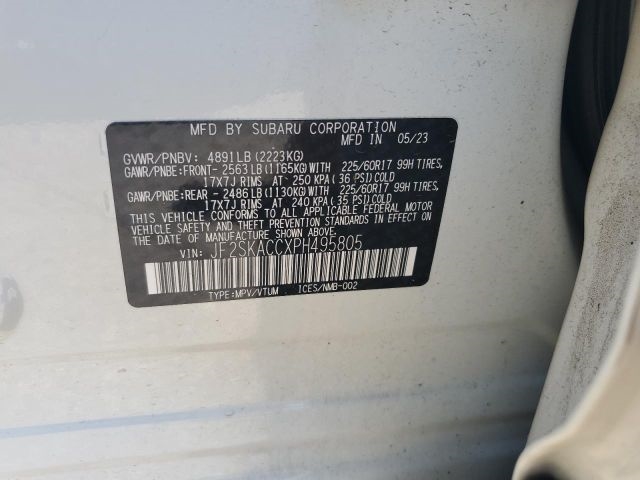 MFD BY SUBARU CORPORATION
MFD IN 05/23
GVWR/PNBV: 4891LB(2223KG)
GAWR/PNBE:FRONT- 2563LB(1165KG)WITH 225/60R17 99H TIRES,
17X7J RIMS AT 250 KPA(36 PSI)COLD
GAWR/PNBE:REAR - 2486LB(1130KG)WITH 225/60R17 99H TIRES,
17X7J RIMS AT 240 KPA(35 PSI)COLD
THIS VEHICLE CONFORMS TO ALL APPLICABLE FEDERAL MOTOR
VEHICLE SAFETY STANDARDS IN EFFECT ON THE
DATE OF MANUFACTURE SHOWN ABOVE.
VIN: JF2SKACCXPH495805
TYPE:MPV/VTUM ICES/NMB-002